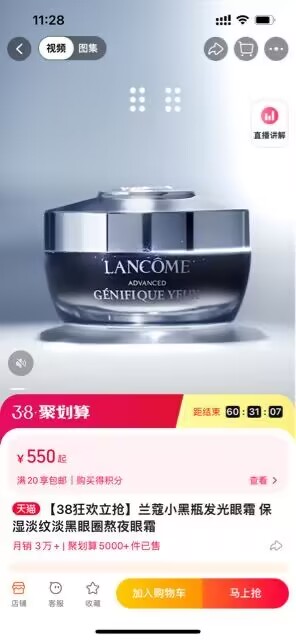 11:28
视频
图集
直播讲解
LANCÔME
ADVANCED
GÉNIFIQUE YEUX
38·聚划算
距结束 60:31:07
¥550起
满20享包邮 | 购买得积分
查看 >
天猫 【38狂欢立抢】兰蔻小黑瓶发光眼霜 保
湿淡纹淡黑眼圈熬夜眼霜
月销 3万+ | 聚划算5000+件已售
店铺
客服
收藏
加入购物车
马上抢